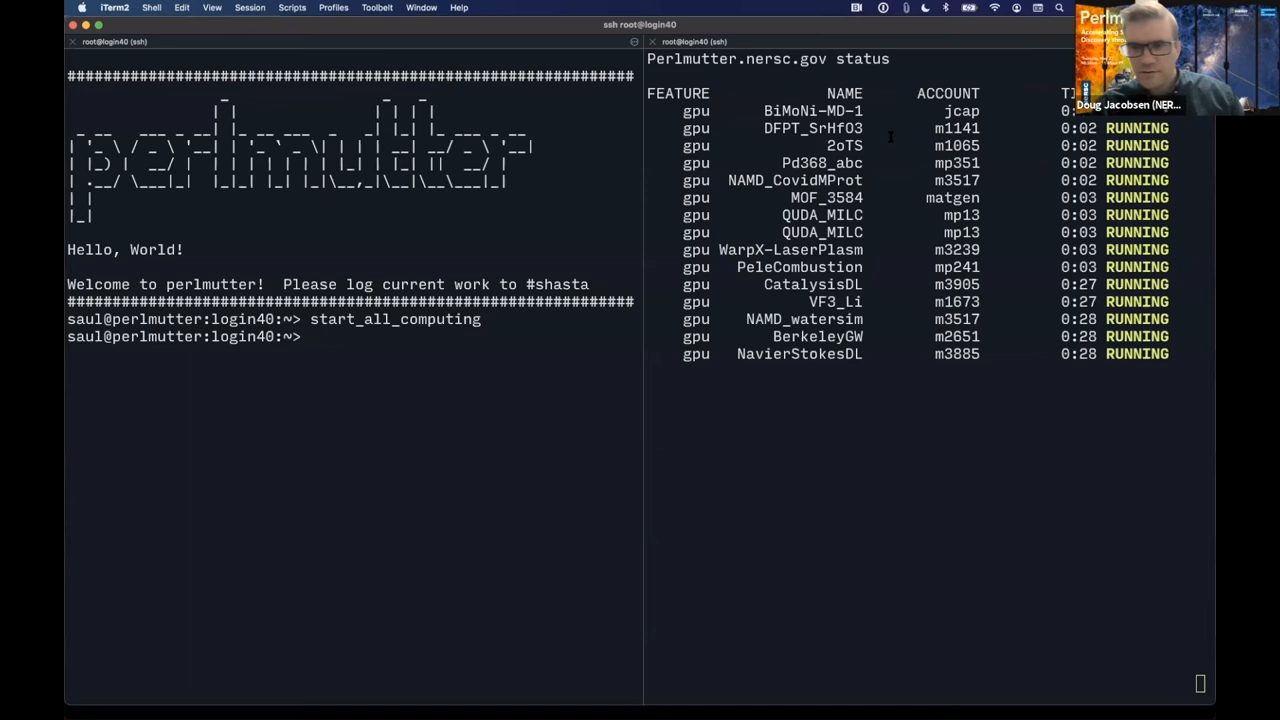 iTerm2 Shell Edit View Session Scripts Profiles Toolbelt Window Help
ssh root@login40
root@login40 (ssh)
root@login40 (ssh)
###############################################################
perlmutter
Hello, World!
Welcome to perlmutter!  Please log current work to #shasta
###############################################################
saul@perlmutter:login40:~> start_all_computing
saul@perlmutter:login40:~>
Perlmutter.nersc.gov status
FEATURE NAME ACCOUNT
gpu BiMoNi-MD-1 jcap
gpu DFPT_SrHfO3 m1141 0:02 RUNNING
gpu 2oTS m1065 0:02 RUNNING
gpu Pd368_abc mp351 0:02 RUNNING
gpu NAMD_CovidMProt m3517 0:02 RUNNING
gpu MOF_3584 matgen 0:03 RUNNING
gpu QUDA_MILC mp13 0:03 RUNNING
gpu QUDA_MILC mp13 0:03 RUNNING
gpu WarpX-LaserPlasm m3239 0:03 RUNNING
gpu PeleCombustion mp241 0:03 RUNNING
gpu CatalysisDL m3905 0:27 RUNNING
gpu VF3_Li m1673 0:27 RUNNING
gpu NAMD_watersim m3517 0:28 RUNNING
gpu BerkeleyGW m2651 0:28 RUNNING
gpu NavierStokesDL m3885 0:28 RUNNING
Doug Jacobsen (NER...